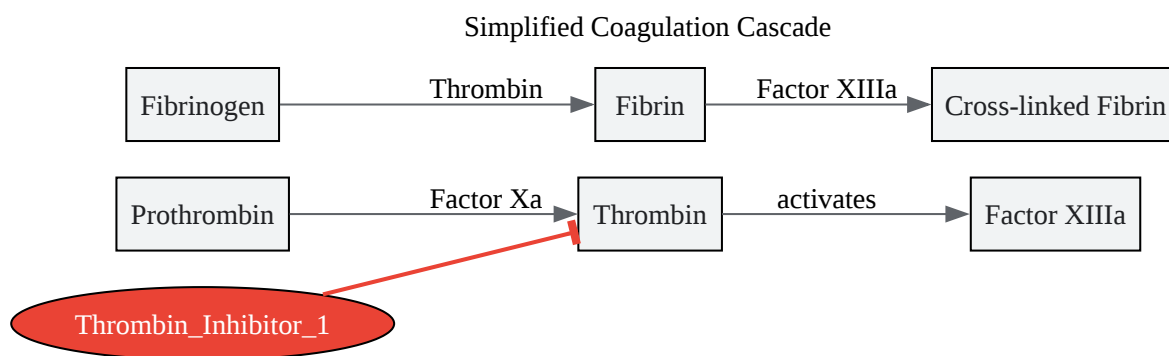 Simplified Coagulation Cascade
Fibrinogen
Thrombin
Fibrin
Factor XIIIa
Cross-linked Fibrin
Prothrombin
Factor Xa
Thrombin
activates
Factor XIIIa
Thrombin_Inhibitor_1